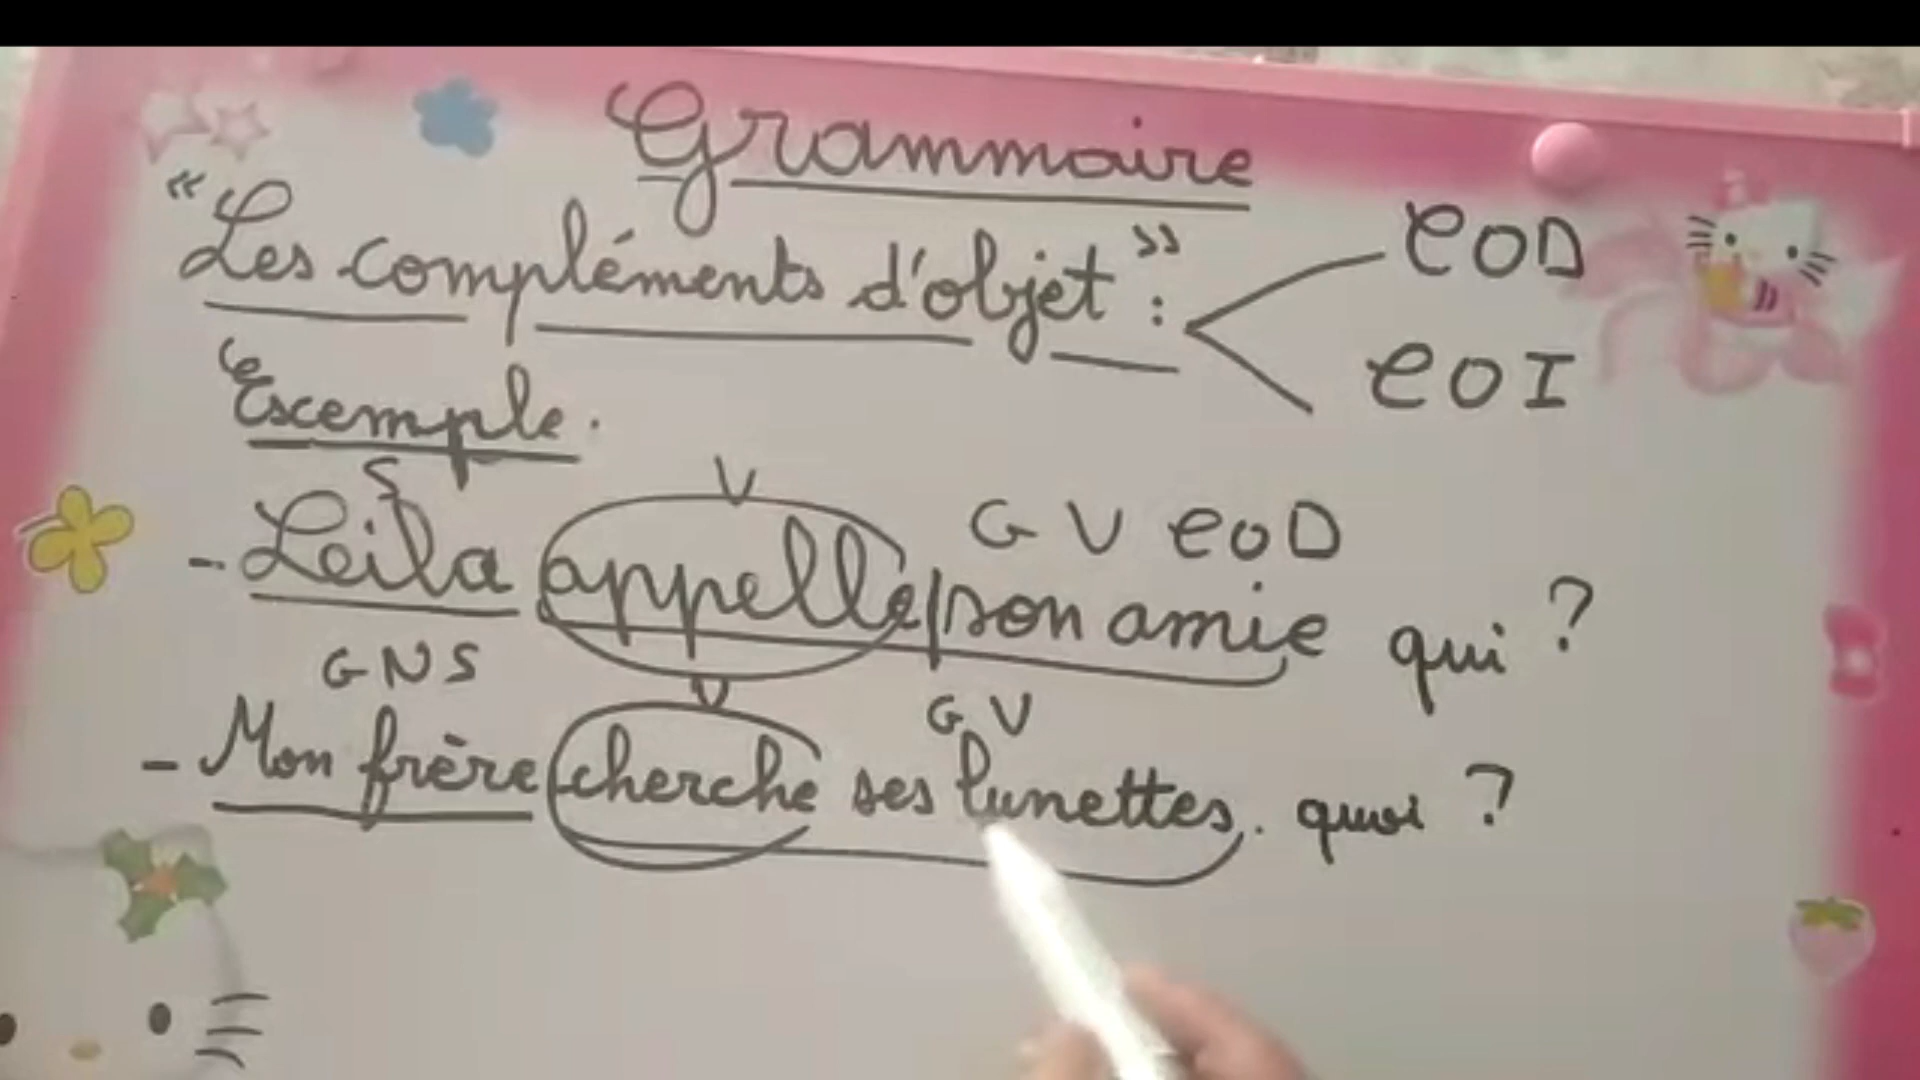 Grammaire
"Les compléments d'objet" :
COD
COI
Exemple.
S V GV COD
- Leila appelle/son amie qui ?
GNS V GV
- Mon frère cherche ses lunettes. quoi ?